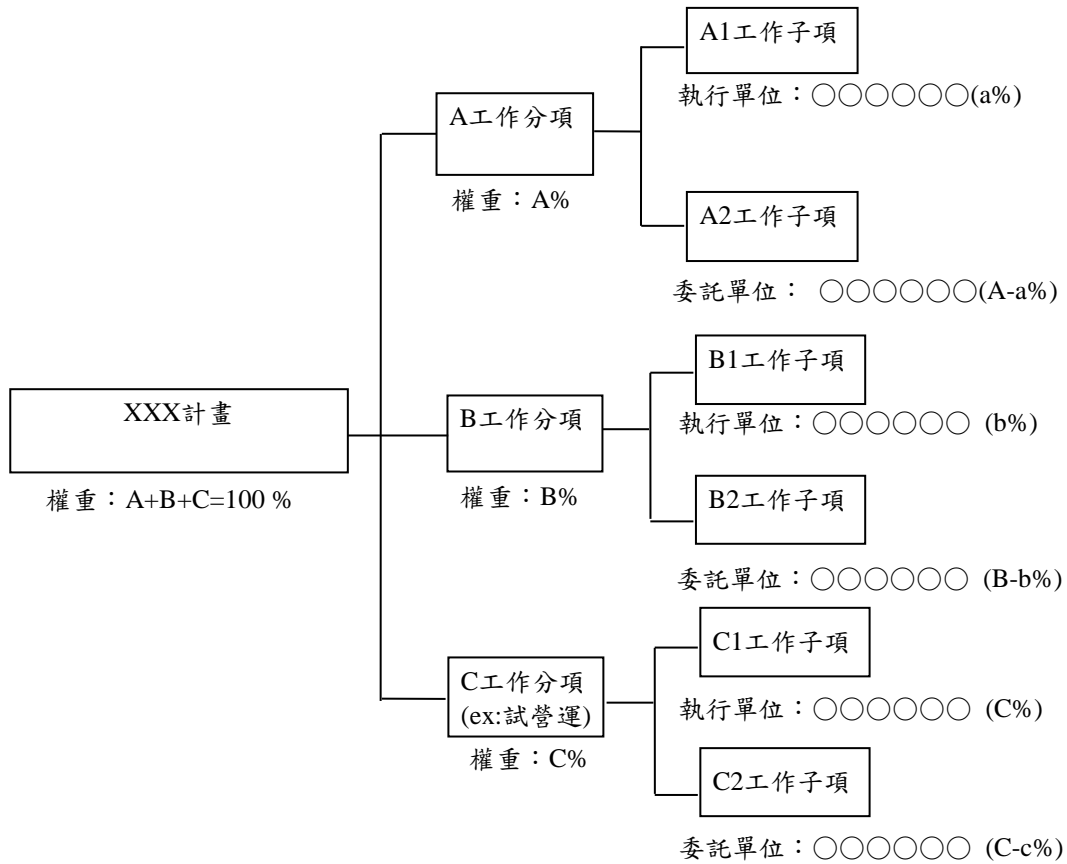 A1工作子項
執行單位：○○○○○○(a%)
A工作分項
權重：A%
A2工作子項
委託單位： ○○○○○○(A-a%)
B1工作子項
執行單位：○○○○○○ (b%)
XXX計畫
權重：A+B+C=100 %
B工作分項
權重：B%
B2工作子項
委託單位：○○○○○○ (B-b%)
C1工作子項
執行單位：○○○○○○ (C%)
C工作分項
(ex:試營運)
權重：C%
C2工作子項
委託單位：○○○○○○ (C-c%)